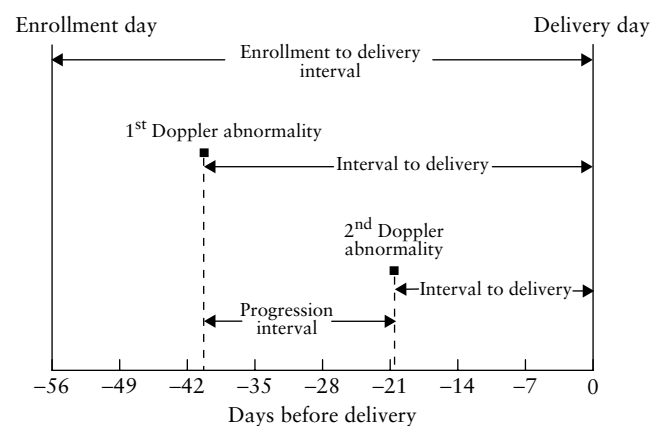 Enrollment day Delivery day
Enrollment to delivery
interval
1st Doppler abnormality
Interval to delivery
2nd Doppler
abnormality
Interval to delivery
Progression
interval
–56 –49 –42 –35 –28 –21 –14 –7 0
Days before delivery